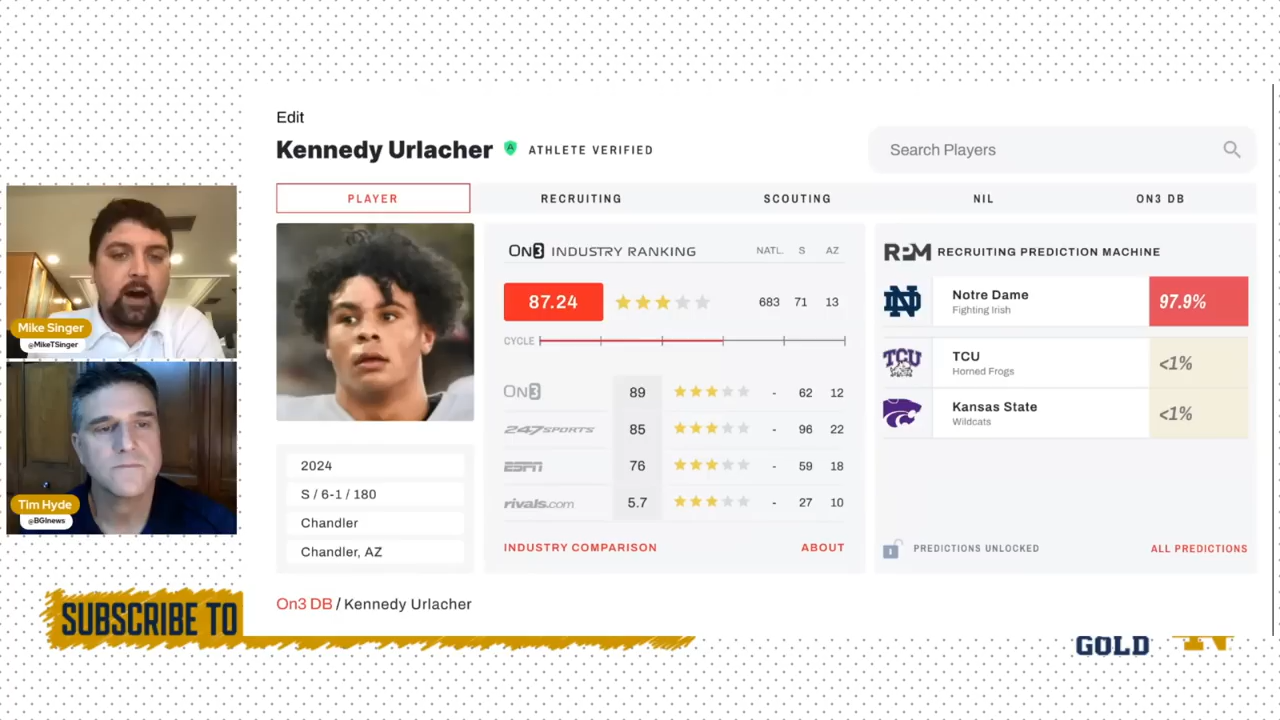 Edit
Kennedy Urlacher
ATHLETE VERIFIED
Search Players
PLAYER
RECRUITING
SCOUTING
NIL
ON3 DB
On3 INDUSTRY RANKING
NATL. S AZ
87.24
683 71 13
CYCLE
On3 89 - 62 12
247SPORTS 85 - 96 22
ESPN 76 - 59 18
rivals.com 5.7 - 27 10
INDUSTRY COMPARISON
ABOUT
RPM RECRUITING PREDICTION MACHINE
Notre Dame
Fighting Irish
97.9%
TCU
TCU
Horned Frogs
<1%
Kansas State
Wildcats
<1%
PREDICTIONS UNLOCKED
ALL PREDICTIONS
2024
S / 6-1 / 180
Chandler
Chandler, AZ
On3 DB / Kennedy Urlacher
Mike Singer
@MikeTSinger
Tim Hyde
@BGInews
SUBSCRIBE TO
GOLD